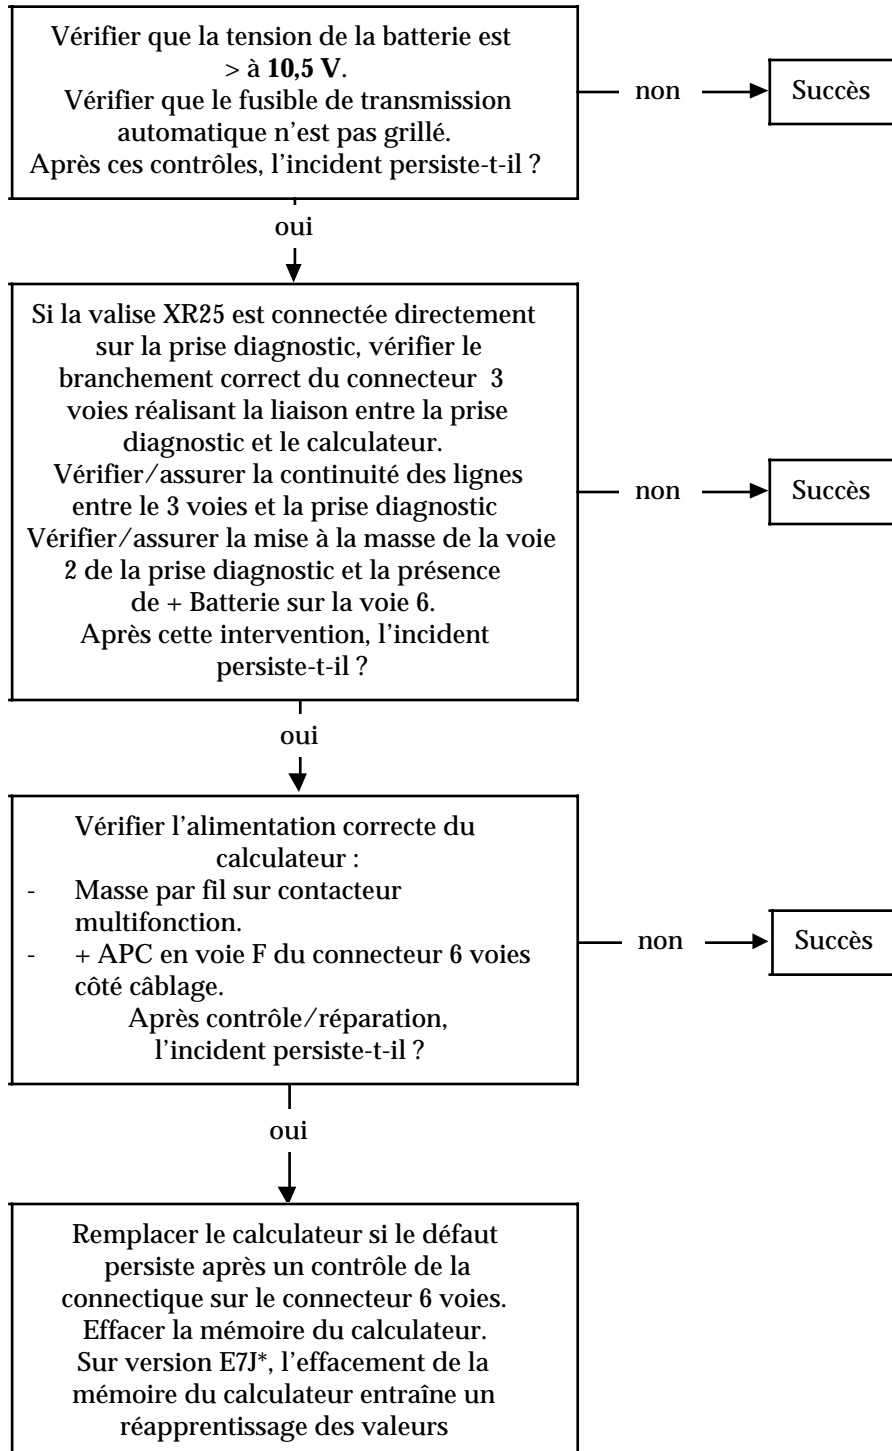 Vérifier que la tension de la batterie est
> à 10,5 V.
Vérifier que le fusible de transmission
automatique n'est pas grillé.
Après ces contrôles, l'incident persiste-t-il ?
non
Succès
oui
Si la valise XR25 est connectée directement
sur la prise diagnostic, vérifier le
branchement correct du connecteur 3
voies réalisant la liaison entre la prise
diagnostic et le calculateur.
Vérifier/assurer la continuité des lignes
entre le 3 voies et la prise diagnostic
Vérifier/assurer la mise à la masse de la voie
2 de la prise diagnostic et la présence
de + Batterie sur la voie 6.
Après cette intervention, l'incident
persiste-t-il ?
non
Succès
oui
Vérifier l'alimentation correcte du
calculateur :
- Masse par fil sur contacteur
multifonction.
- + APC en voie F du connecteur 6 voies
côté câblage.
Après contrôle/réparation,
l'incident persiste-t-il ?
non
Succès
oui
Remplacer le calculateur si le défaut
persiste après un contrôle de la
connectique sur le connecteur 6 voies.
Effacer la mémoire du calculateur.
Sur version E7J*, l'effacement de la
mémoire du calculateur entraîne un
réapprentissage des valeurs